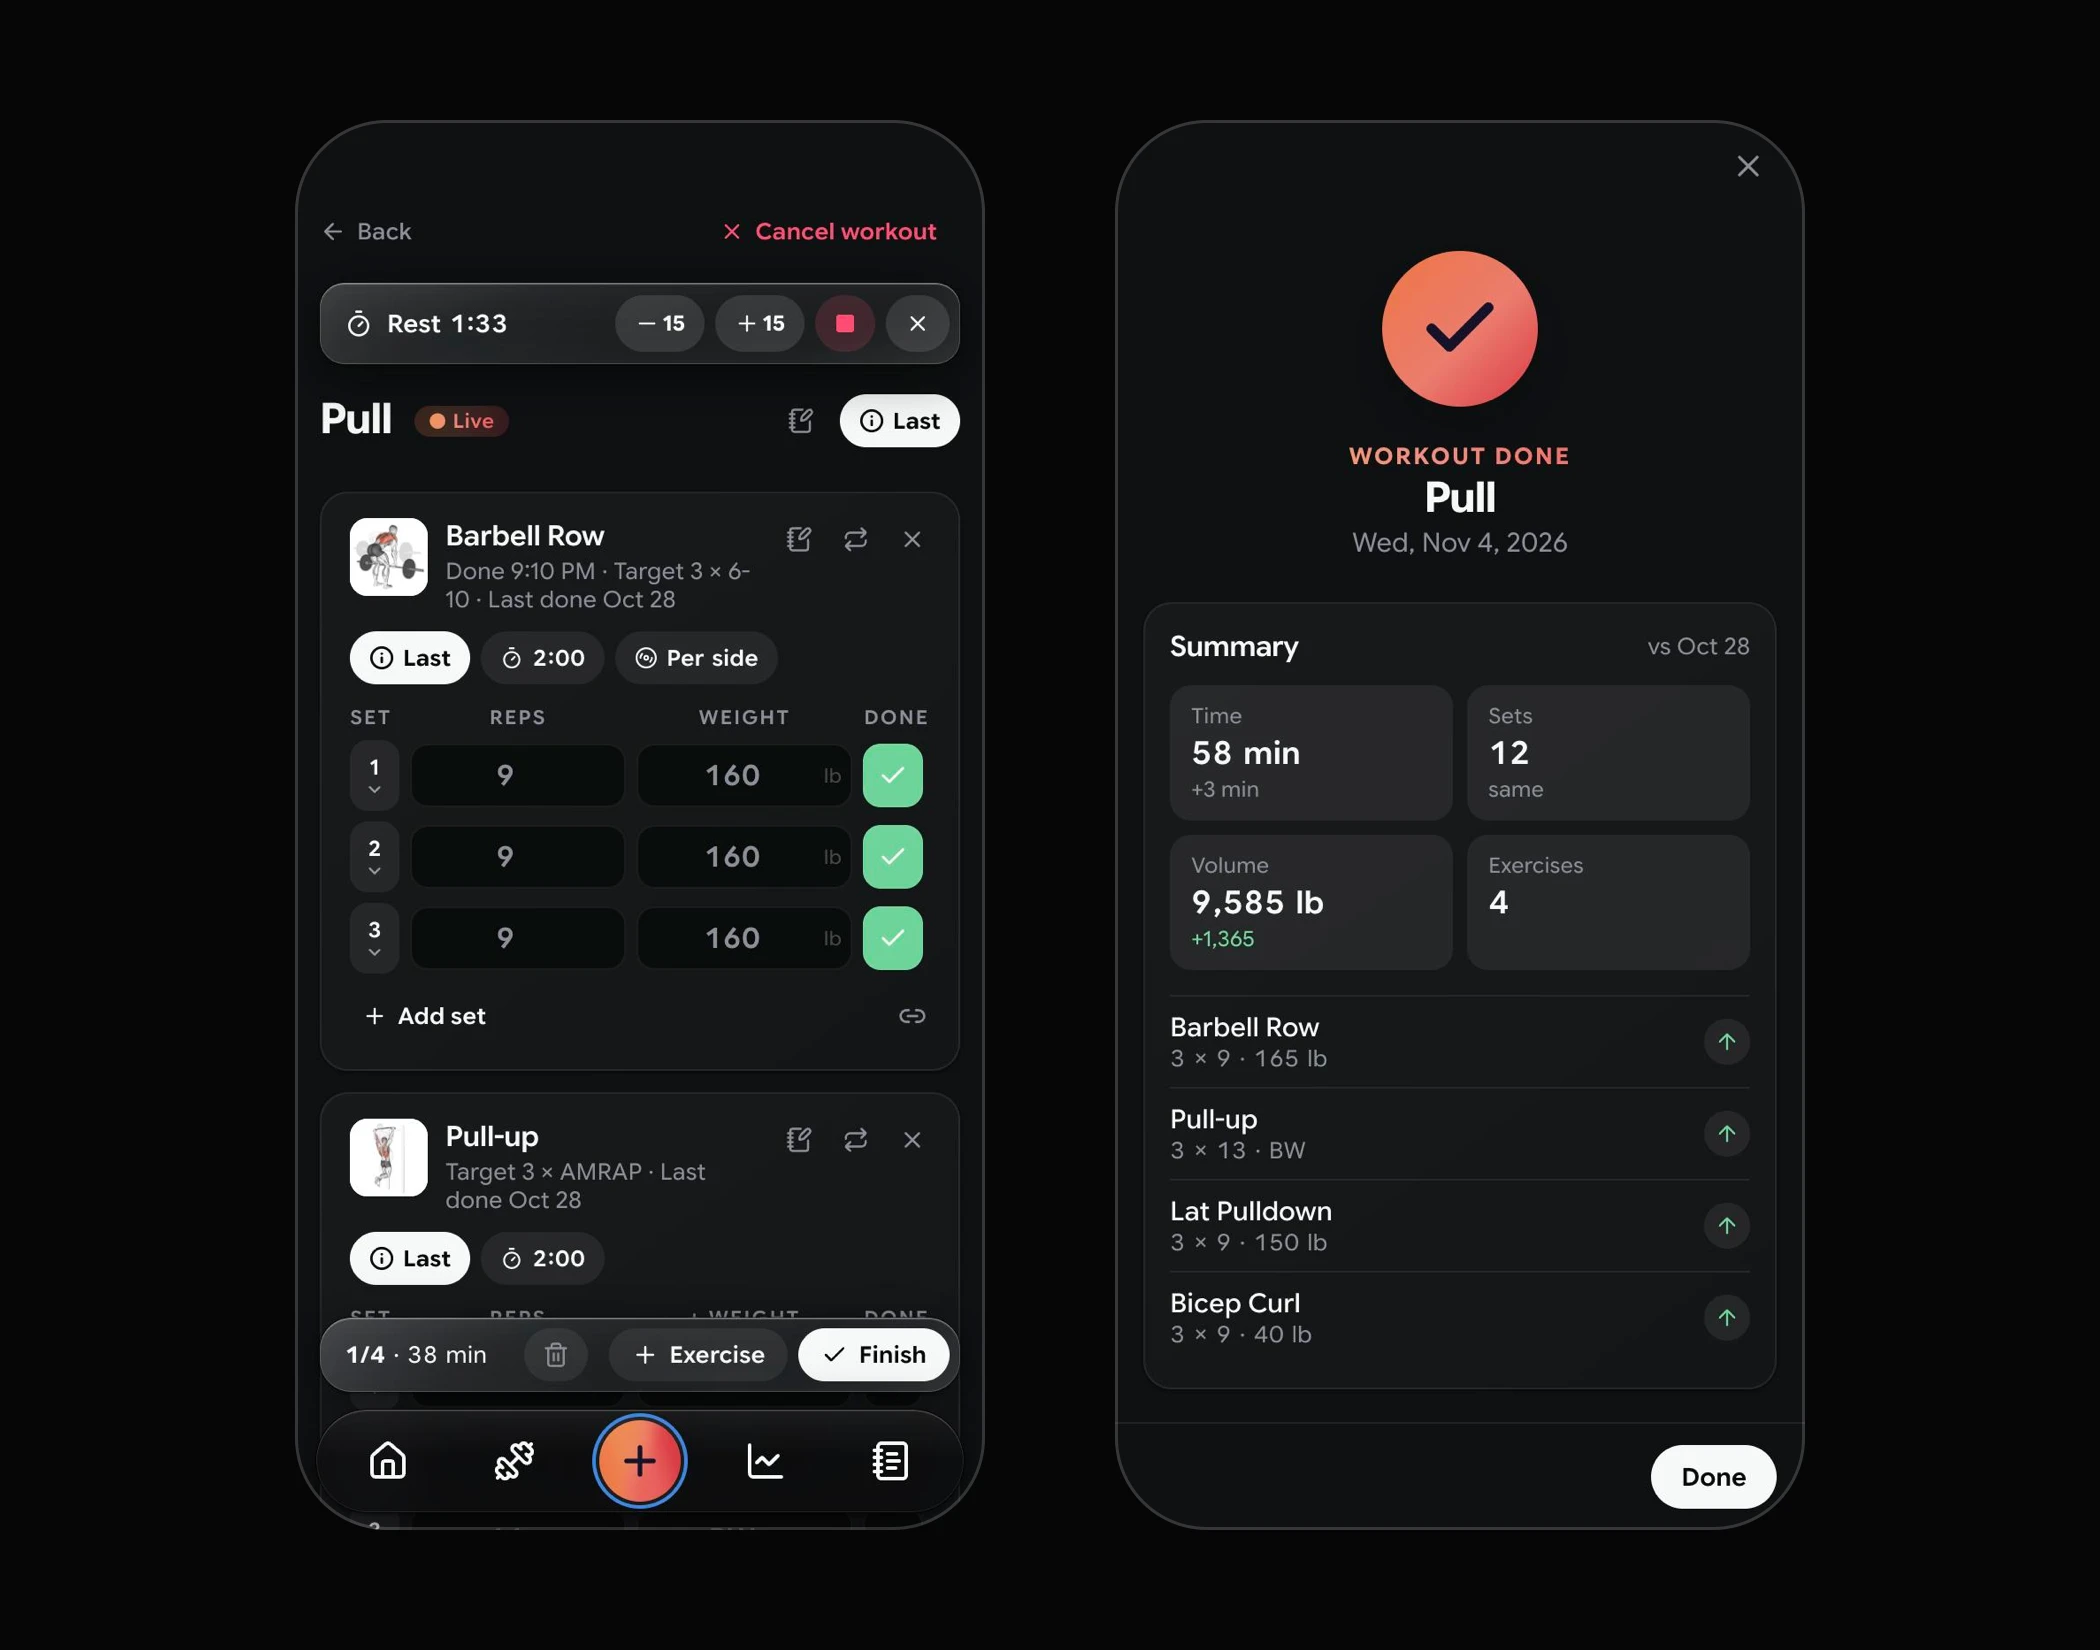 Back
Cancel workout
Rest 1:33
− 15
+ 15
Pull
Live
Last
Barbell Row
Done 9:10 PM · Target 3 × 6-
10 · Last done Oct 28
Last
2:00
Per side
SET REPS WEIGHT DONE
1 9 160 lb
2 9 160 lb
3 9 160 lb
+ Add set
Pull-up
Target 3 × AMRAP · Last
done Oct 28
Last
2:00
SET REPS + WEIGHT DONE
1/4 · 38 min
+ Exercise
Finish
WORKOUT DONE
Pull
Wed, Nov 4, 2026
Summary
vs Oct 28
Time
58 min
+3 min
Sets
12
same
Volume
9,585 lb
+1,365
Exercises
4
Barbell Row
3 × 9 · 165 lb
Pull-up
3 × 13 · BW
Lat Pulldown
3 × 9 · 150 lb
Bicep Curl
3 × 9 · 40 lb
Done